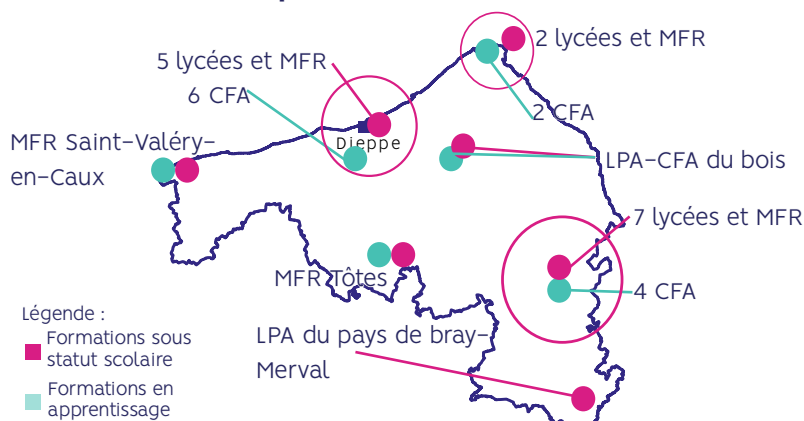 2 lycées et MFR
5 lycées et MFR
6 CFA
2 CFA
Dieppe
MFR Saint-Valéry-
en-Caux
LPA-CFA du bois
7 lycées et MFR
MFR Tôtes
4 CFA
Légende :
Formations sous
statut scolaire
LPA du pays de bray-
Merval
Formations en
apprentissage